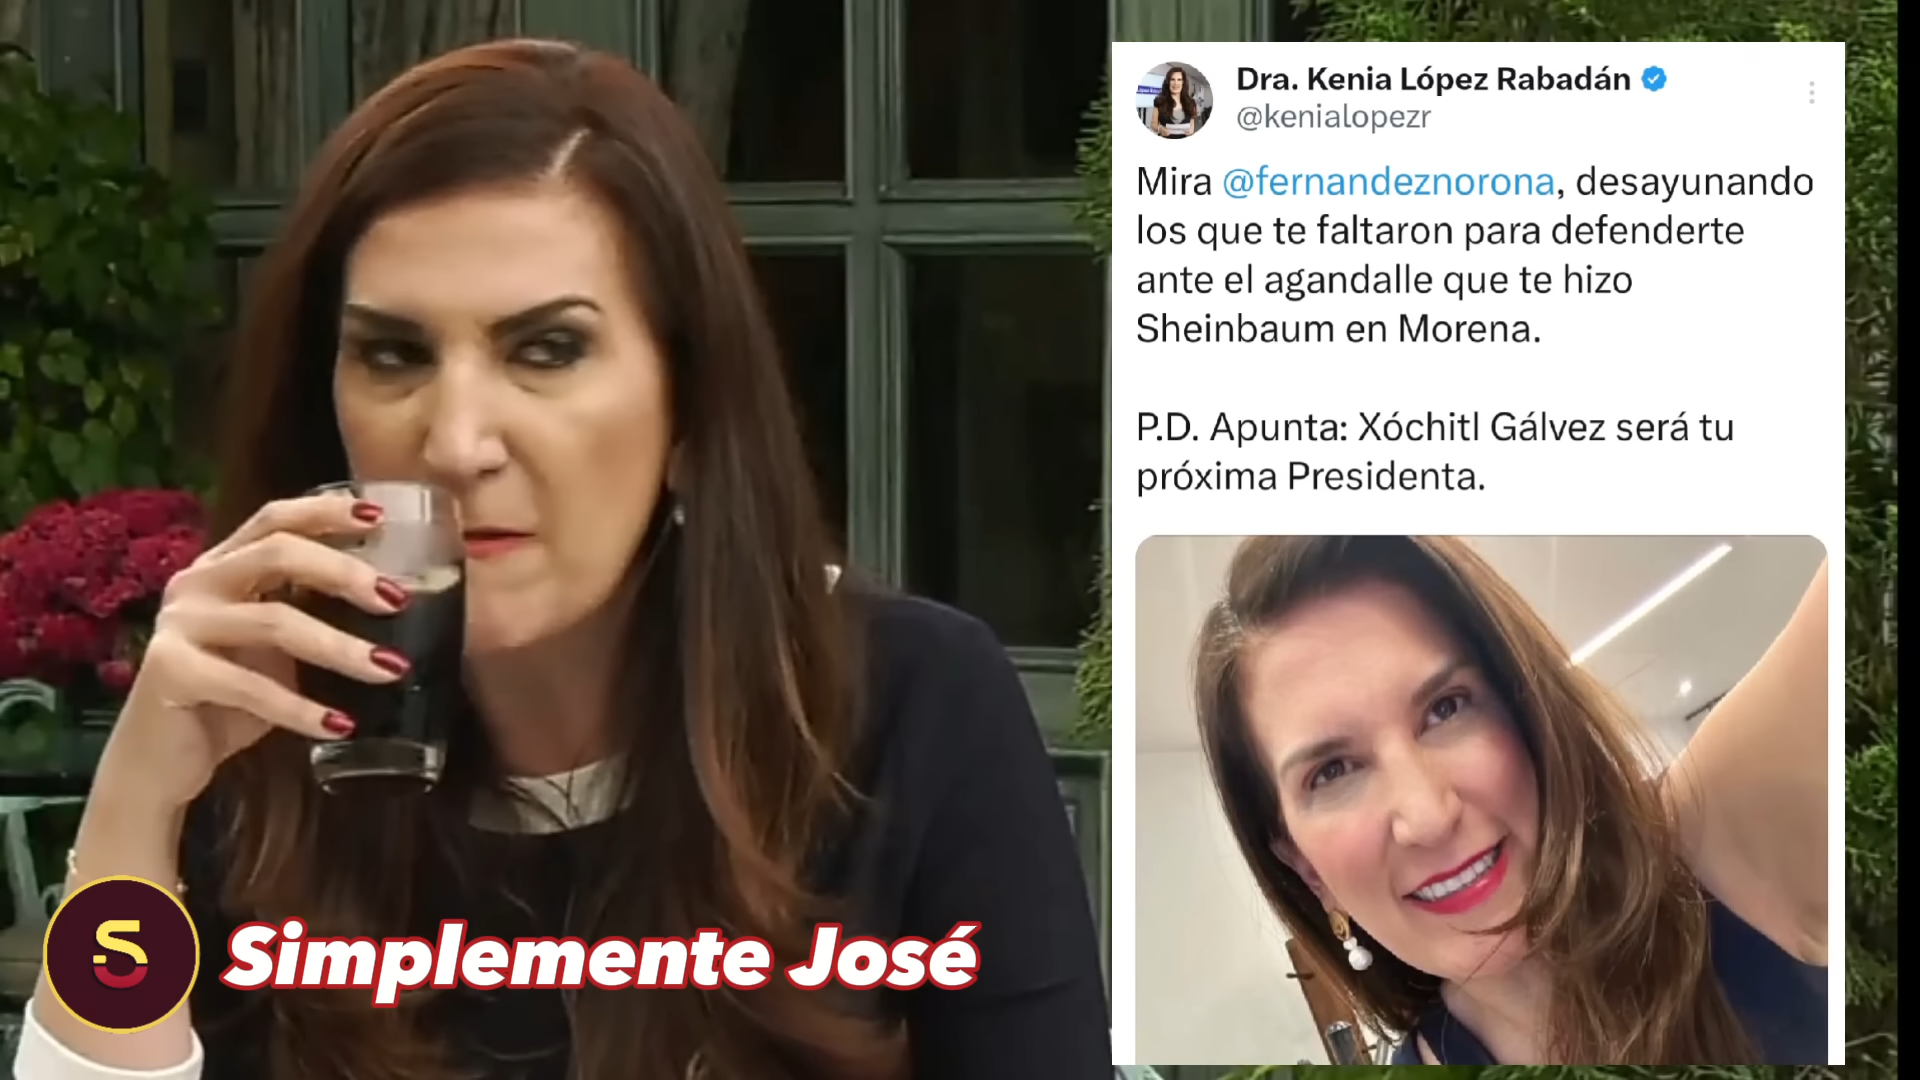 Dra. Kenia López Rabadán
@kenialopezr
Mira @fernandeznorona, desayunando
los que te faltaron para defenderte
ante el agandalle que te hizo
Sheinbaum en Morena.
P.D. Apunta: Xóchitl Gálvez será tu
próxima Presidenta.
S
Simplemente José